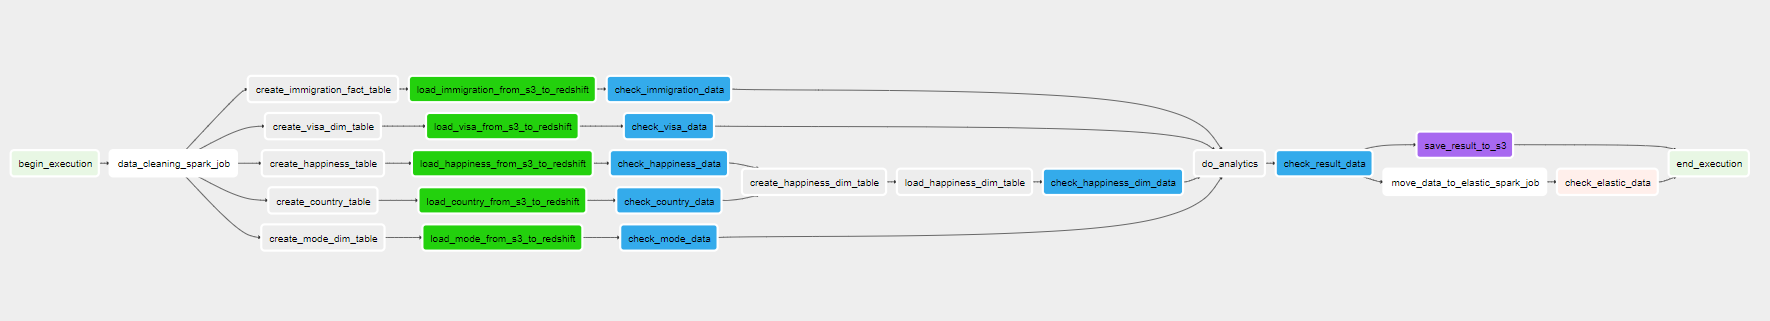 create_immigration_fact_table
load_immigration_from_s3_to_redshift
check_immigration_data
create_visa_dim_table
load_visa_from_s3_to_redshift
check_visa_data
save_result_to_s3
begin_execution
data_cleaning_spark_job
create_happiness_table
load_happiness_from_s3_to_redshift
check_happiness_data
do_analytics
check_result_data
end_execution
create_happiness_dim_table
load_happiness_dim_table
check_happiness_dim_data
move_data_to_elastic_spark_job
check_elastic_data
create_country_table
load_country_from_s3_to_redshift
check_country_data
create_mode_dim_table
load_mode_from_s3_to_redshift
check_mode_data